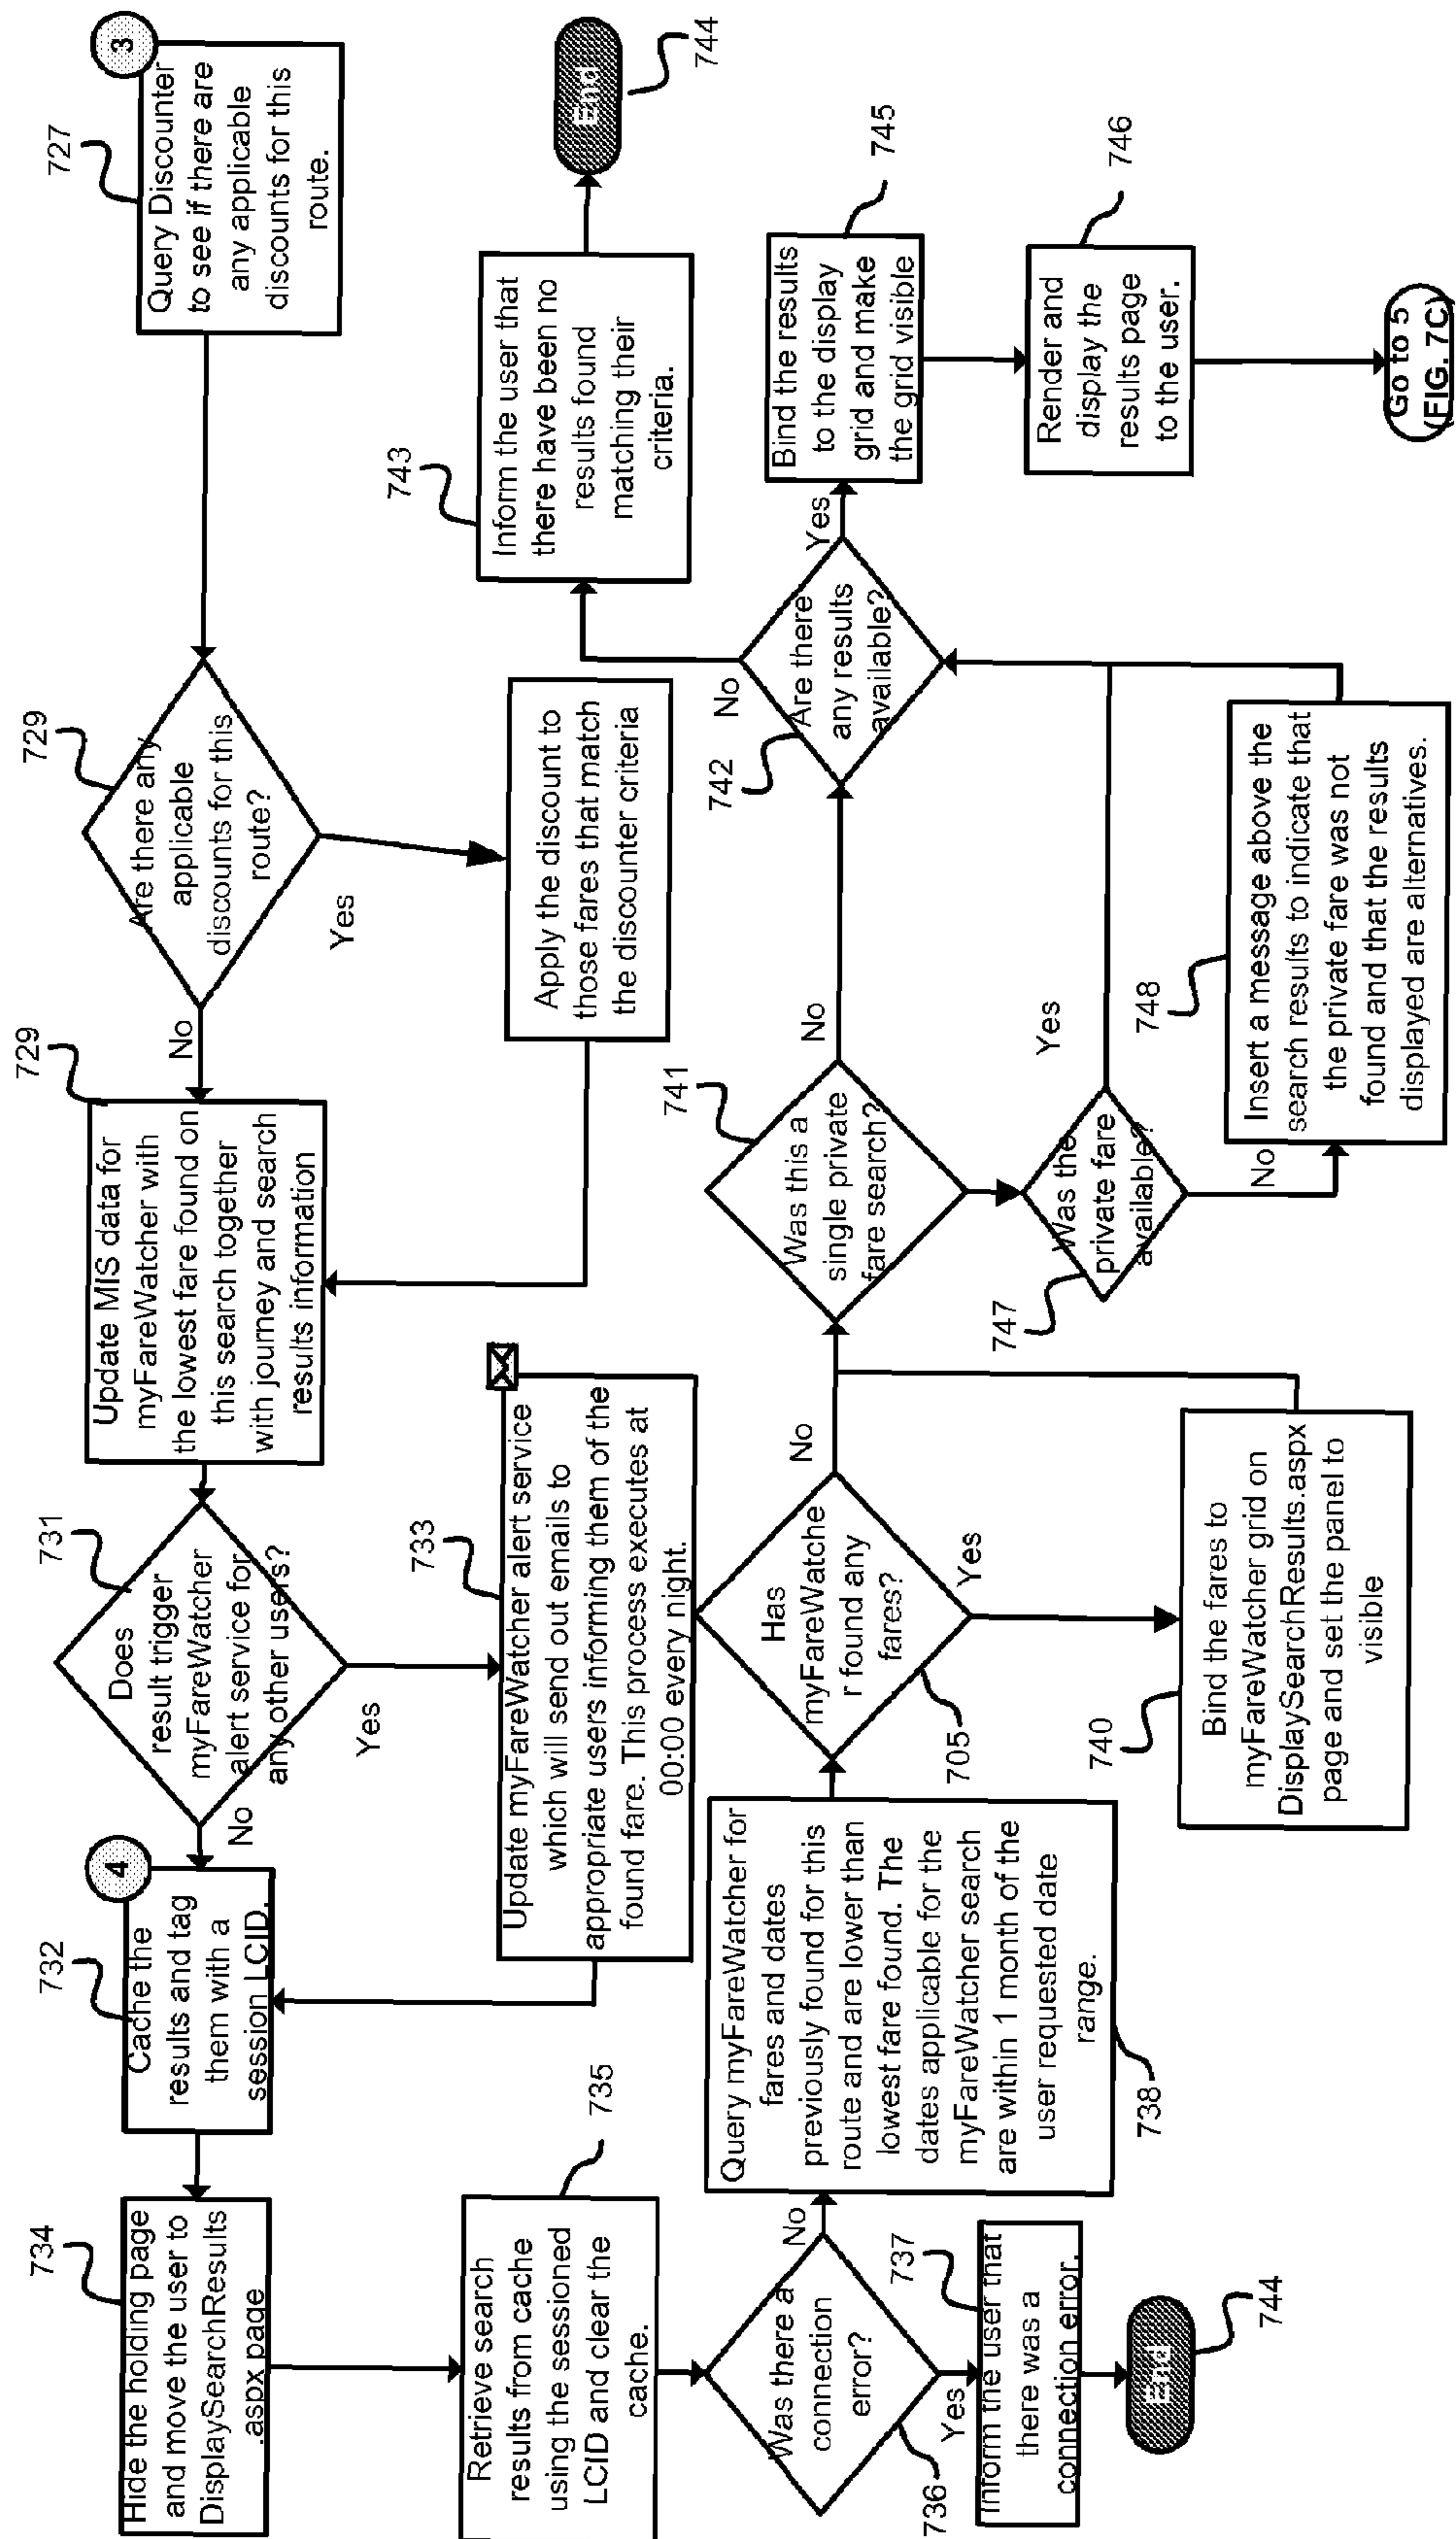 3
727
Query Discounter
to see if there are
any applicable
discounts for this
route.
729
Are there any
applicable
discounts for this
route?
No
Yes
Apply the discount to
those fares that match
the discounter criteria
729
Update MIS data for
myFareWatcher with
the lowest fare found on
this search together
with journey and search
results information
731
Does
result trigger
myFareWatcher
alert service for
any other users?
No
Yes
733
Update myFareWatcher alert service
which will send out emails to
appropriate users informing them of the
found fare. This process executes at
00:00 every night.
4
732
Cache the
results and tag
them with a
session LCID.
734
Hide the holding page
and move the user to
DisplaySearchResults
.aspx page
735
Retrieve search
results from cache
using the sessioned
LCID and clear the
cache.
Was there a
connection
error?
736
Yes
No
737
Inform the user that
there was a
connection error.
End
744
Query myFareWatcher for
fares and dates
previously found for this
route and are lower than
lowest fare found. The
dates applicable for the
myFareWatcher search
are within 1 month of the
user requested date
range.
738
Has
myFareWatche
r found any
fares?
705
No
Yes
740
Bind the fares to
myFareWatcher grid on
DisplaySearchResults.aspx
page and set the panel to
visible
741
Was this a
single private
fare search?
No
747
Was the
private fare
available?
Yes
No
748
Insert a message above the
search results to indicate that
the private fare was not
found and that the results
displayed are alternatives.
742
Are there
any results
available?
No
Yes
743
Inform the user that
there have been no
results found
matching their
criteria.
End
744
745
Bind the results
to the display
grid and make
the grid visible
746
Render and
display the
results page
to the user.
Go to 5
(FIG. 7C)